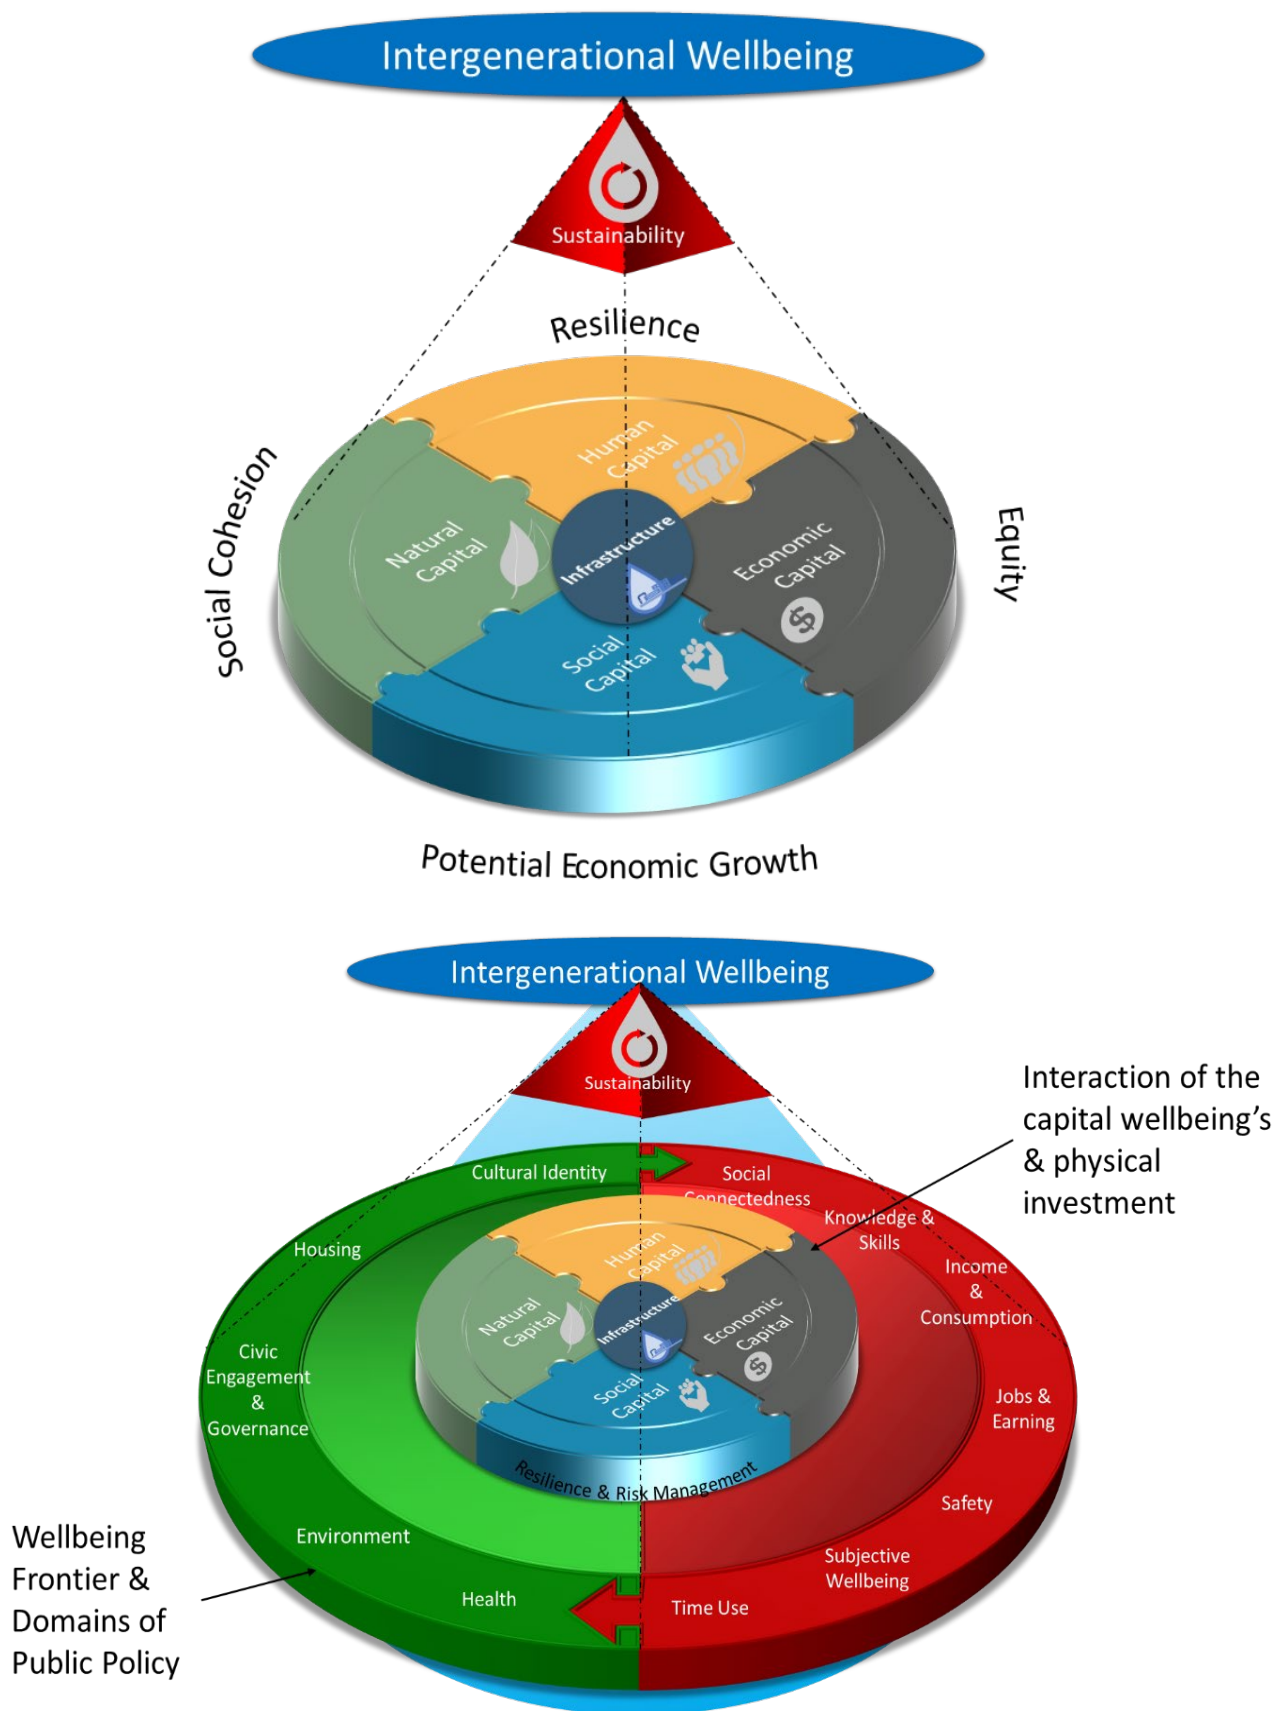 Intergenerational Wellbeing
Sustainability
Resilience
Social Cohesion
Equity
Human
Capital
Natural
Capital
Infrastructure
Economic
Capital
Social
Capital
Potential Economic Growth
Intergenerational Wellbeing
Sustainability
Interaction of the
capital wellbeing’s
& physical
investment
Cultural Identity
Social
Connectedness
Knowledge &
Skills
Housing
Income
&
Consumption
Human
Capital
Natural
Capital
Infrastructure
Economic
Capital
Social
Capital
Civic
Engagement
&
Governance
Jobs &
Earning
Resilience & Risk Management
Safety
Environment
Subjective
Wellbeing
Health
Time Use
Wellbeing
Frontier &
Domains of
Public Policy